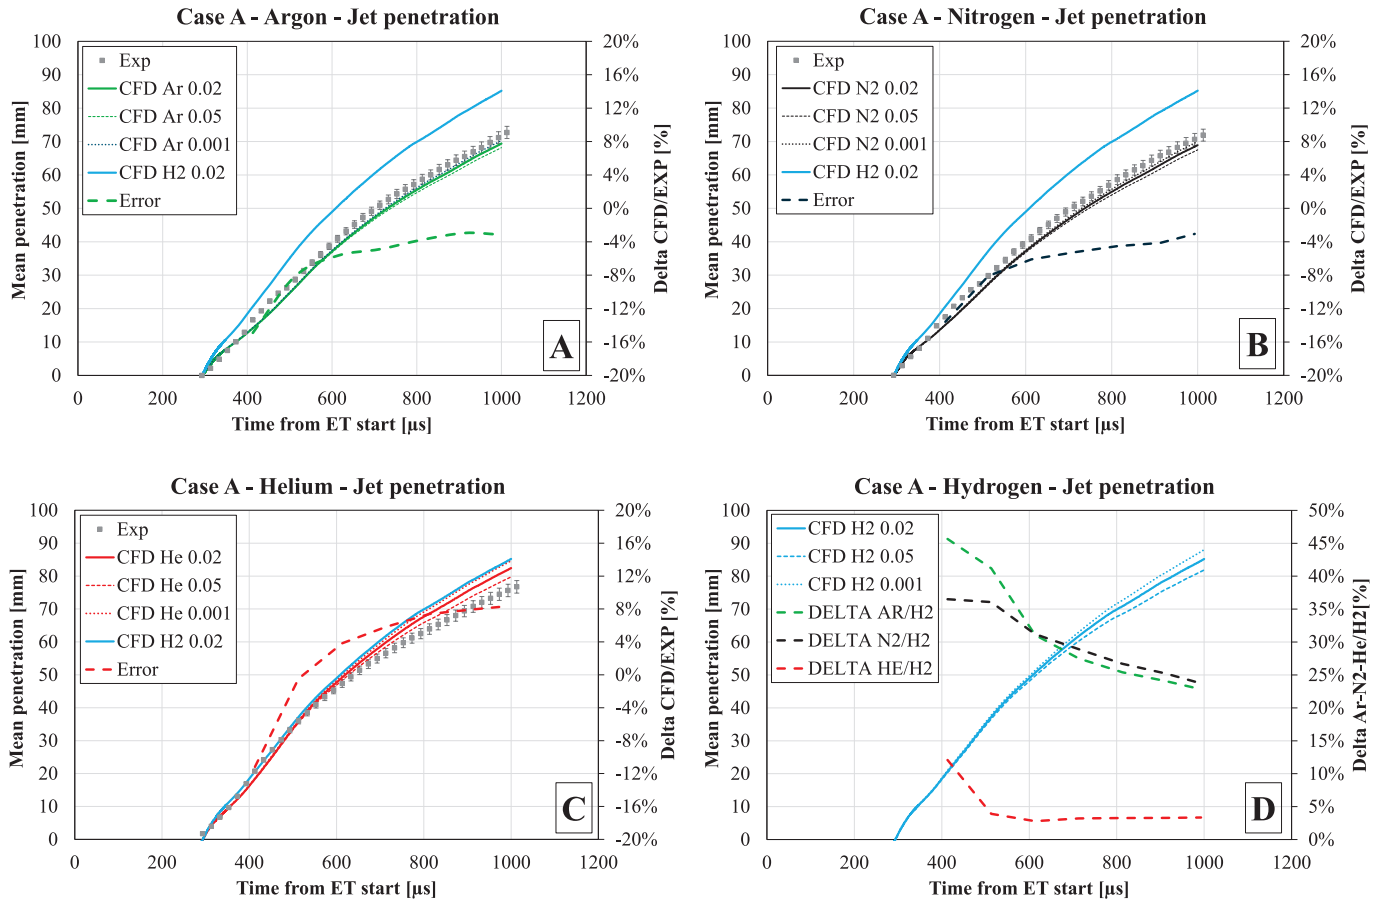 Case A - Argon - Jet penetration
100
90
80
70
60
50
40
30
20
10
0
Mean penetration [mm]
Exp
CFD Ar 0.02
CFD Ar 0.05
CFD Ar 0.001
CFD H2 0.02
Error
20%
16%
12%
8%
4%
0%
-4%
-8%
-12%
-16%
-20%
Delta CFD/EXP [%]
A
0 200 400 600 800 1000 1200
Time from ET start [µs]
Case A - Nitrogen - Jet penetration
100
90
80
70
60
50
40
30
20
10
0
Mean penetration [mm]
Exp
CFD N2 0.02
CFD N2 0.05
CFD N2 0.001
CFD H2 0.02
Error
20%
16%
12%
8%
4%
0%
-4%
-8%
-12%
-16%
-20%
Delta CFD/EXP [%]
B
0 200 400 600 800 1000 1200
Time from ET start [µs]
Case A - Helium - Jet penetration
100
90
80
70
60
50
40
30
20
10
0
Mean penetration [mm]
Exp
CFD He 0.02
CFD He 0.05
CFD He 0.001
CFD H2 0.02
Error
20%
16%
12%
8%
4%
0%
-4%
-8%
-12%
-16%
-20%
Delta CFD/EXP [%]
C
0 200 400 600 800 1000 1200
Time from ET start [µs]
Case A - Hydrogen - Jet penetration
100
90
80
70
60
50
40
30
20
10
0
Mean penetration [mm]
CFD H2 0.02
CFD H2 0.05
CFD H2 0.001
DELTA AR/H2
DELTA N2/H2
DELTA HE/H2
50%
45%
40%
35%
30%
25%
20%
15%
10%
5%
0%
Delta Ar-N2-He/H2[%]
D
0 200 400 600 800 1000 1200
Time from ET start [µs]